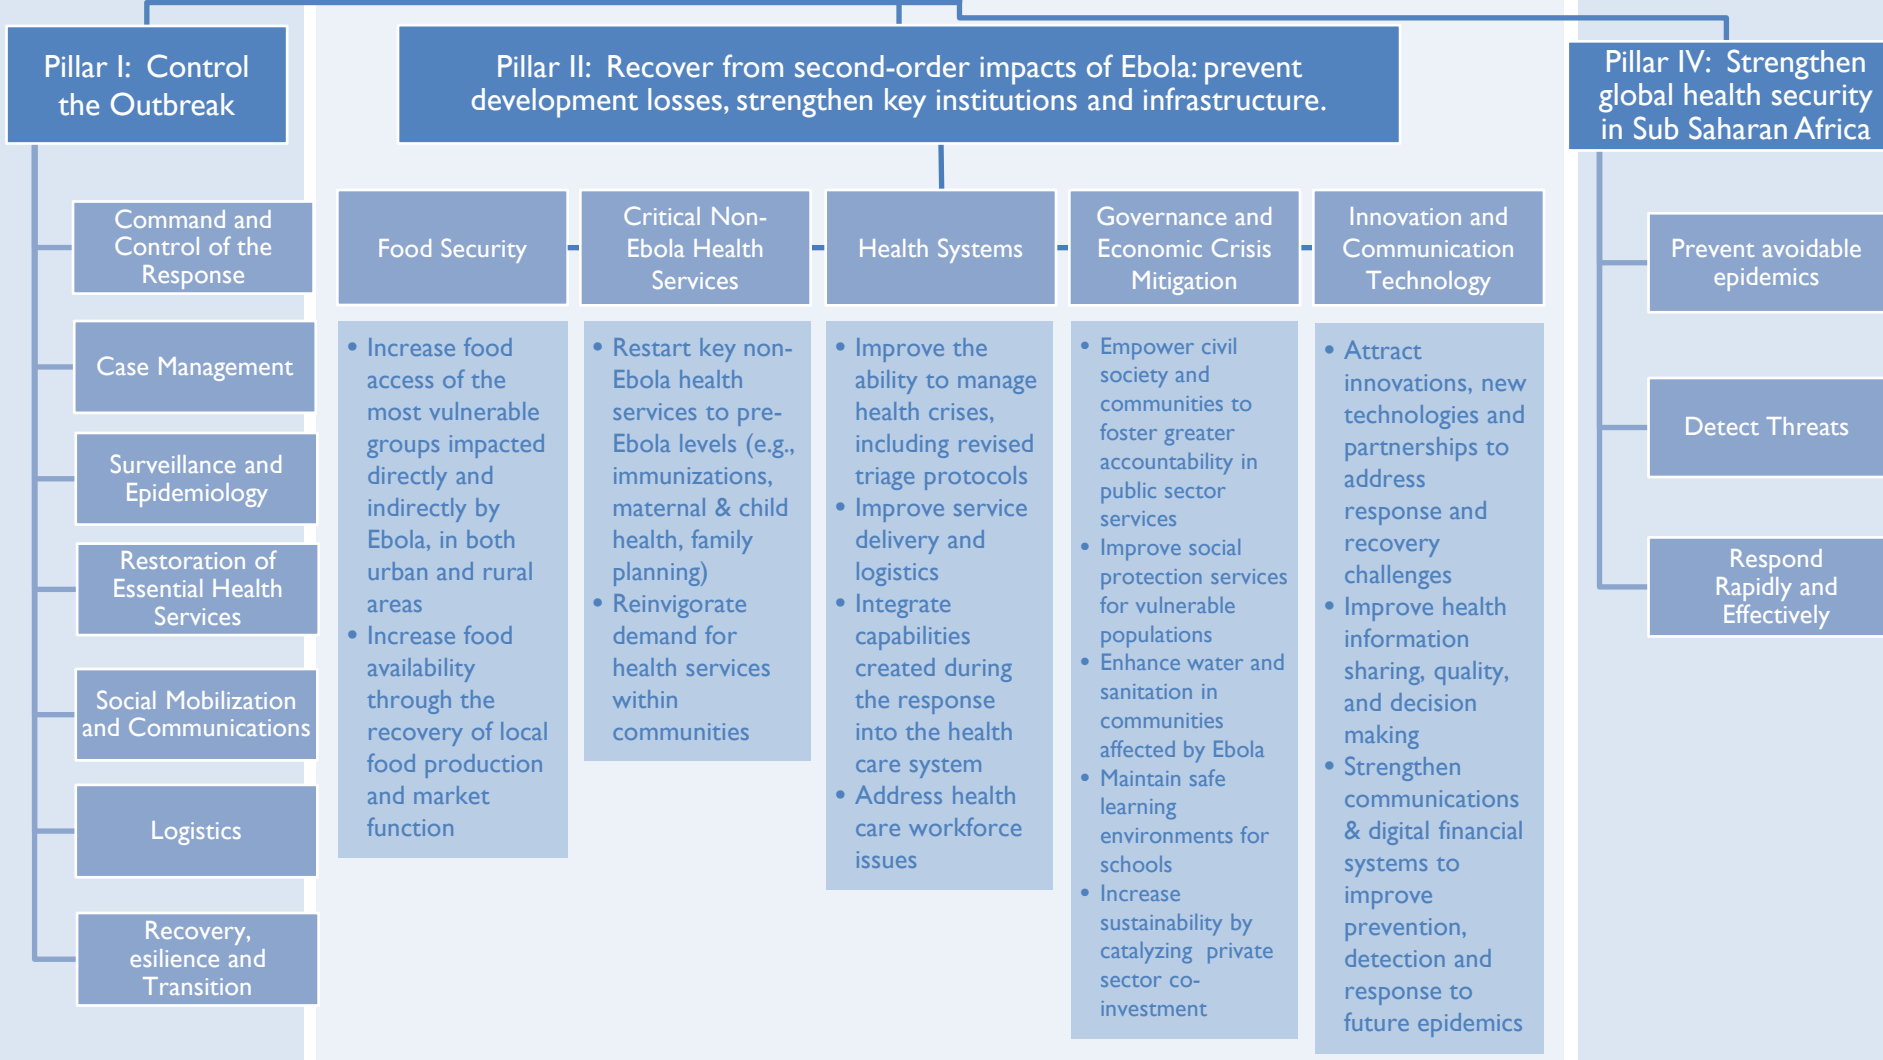 Pillar I: Control
the Outbreak
Command and
Control of the
Response
Case Management
Surveillance and
Epidemiology
Restoration of
Essential Health
Services
Social Mobilization
and Communications
Logistics
Recovery,
esilience and
Transition
Pillar II: Recover from second-order impacts of Ebola: prevent
development losses, strengthen key institutions and infrastructure.
Food Security
• Increase food
access of the
most vulnerable
groups impacted
directly and
indirectly by
Ebola, in both
urban and rural
areas
• Increase food
availability
through the
recovery of local
food production
and market
function
Critical Non-
Ebola Health
Services
• Restart key non-
Ebola health
services to pre-
Ebola levels (e.g.,
immunizations,
maternal & child
health, family
planning)
• Reinvigorate
demand for
health services
within
communities
Health Systems
• Improve the
ability to manage
health crises,
including revised
triage protocols
• Improve service
delivery and
logistics
• Integrate
capabilities
created during
the response
into the health
care system
• Address health
care workforce
issues
Governance and
Economic Crisis
Mitigation
• Empower civil
society and
communities to
foster greater
accountability in
public sector
services
• Improve social
protection services
for vulnerable
populations
• Enhance water and
sanitation in
communities
affected by Ebola
• Maintain safe
learning
environments for
schools
• Increase
sustainability by
catalyzing private
sector co-
investment
Innovation and
Communication
Technology
• Attract
innovations, new
technologies and
partnerships to
address
response and
recovery
challenges
• Improve health
information
sharing, quality,
and decision
making
• Strengthen
communications
& digital financial
systems to
improve
prevention,
detection and
response to
future epidemics
Pillar IV: Strengthen
global health security
in Sub Saharan Africa
Prevent avoidable
epidemics
Detect Threats
Respond
Rapidly and
Effectively